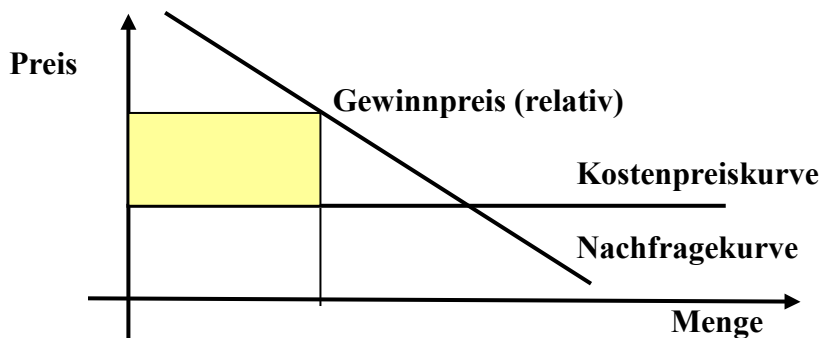 Preis
Gewinnpreis (relativ)
Kostenpreiskurve
Nachfragekurve
Menge